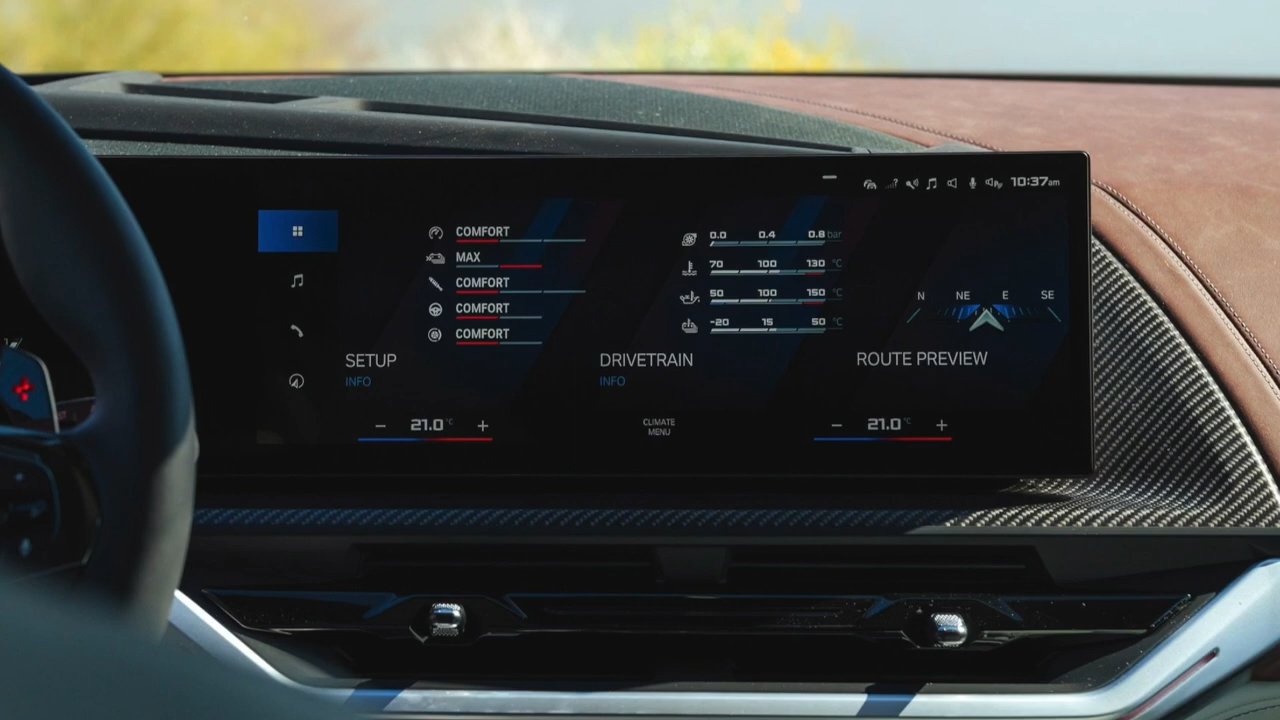 10:37am
COMFORT
MAX
COMFORT
COMFORT
COMFORT
SETUP
INFO
0.0 0.4 0.8 bar
70 100 130 °C
50 100 150 °C
-20 15 50 °C
DRIVETRAIN
INFO
N NE E SE
ROUTE PREVIEW
− 21.0 °C +
CLIMATE
MENU
− 21.0 °C +